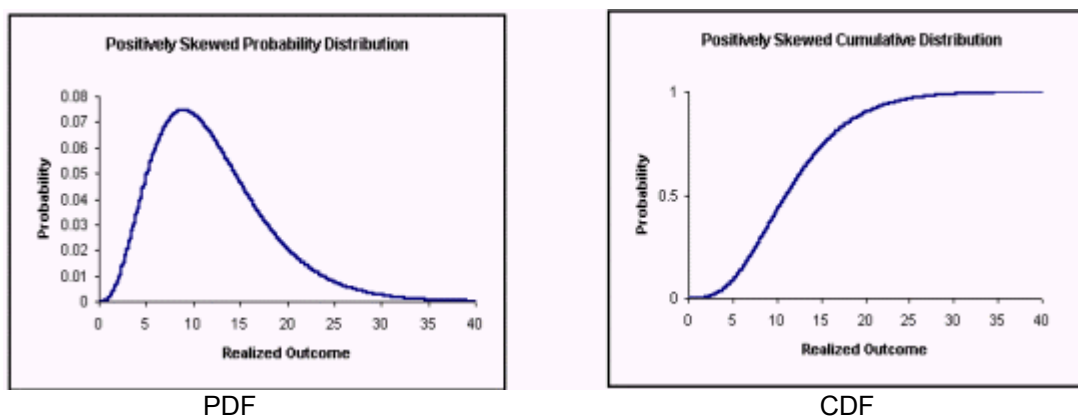 Positively Skewed Probability Distribution
0.08
0.07
0.06
0.05
0.04
0.03
0.02
0.01
0
Probability
0 5 10 15 20 25 30 35 40
Realized Outcome
PDF
Positively Skewed Cumulative Distribution
1
0.5
0
Probability
0 5 10 15 20 25 30 35 40
Realized Outcome
CDF